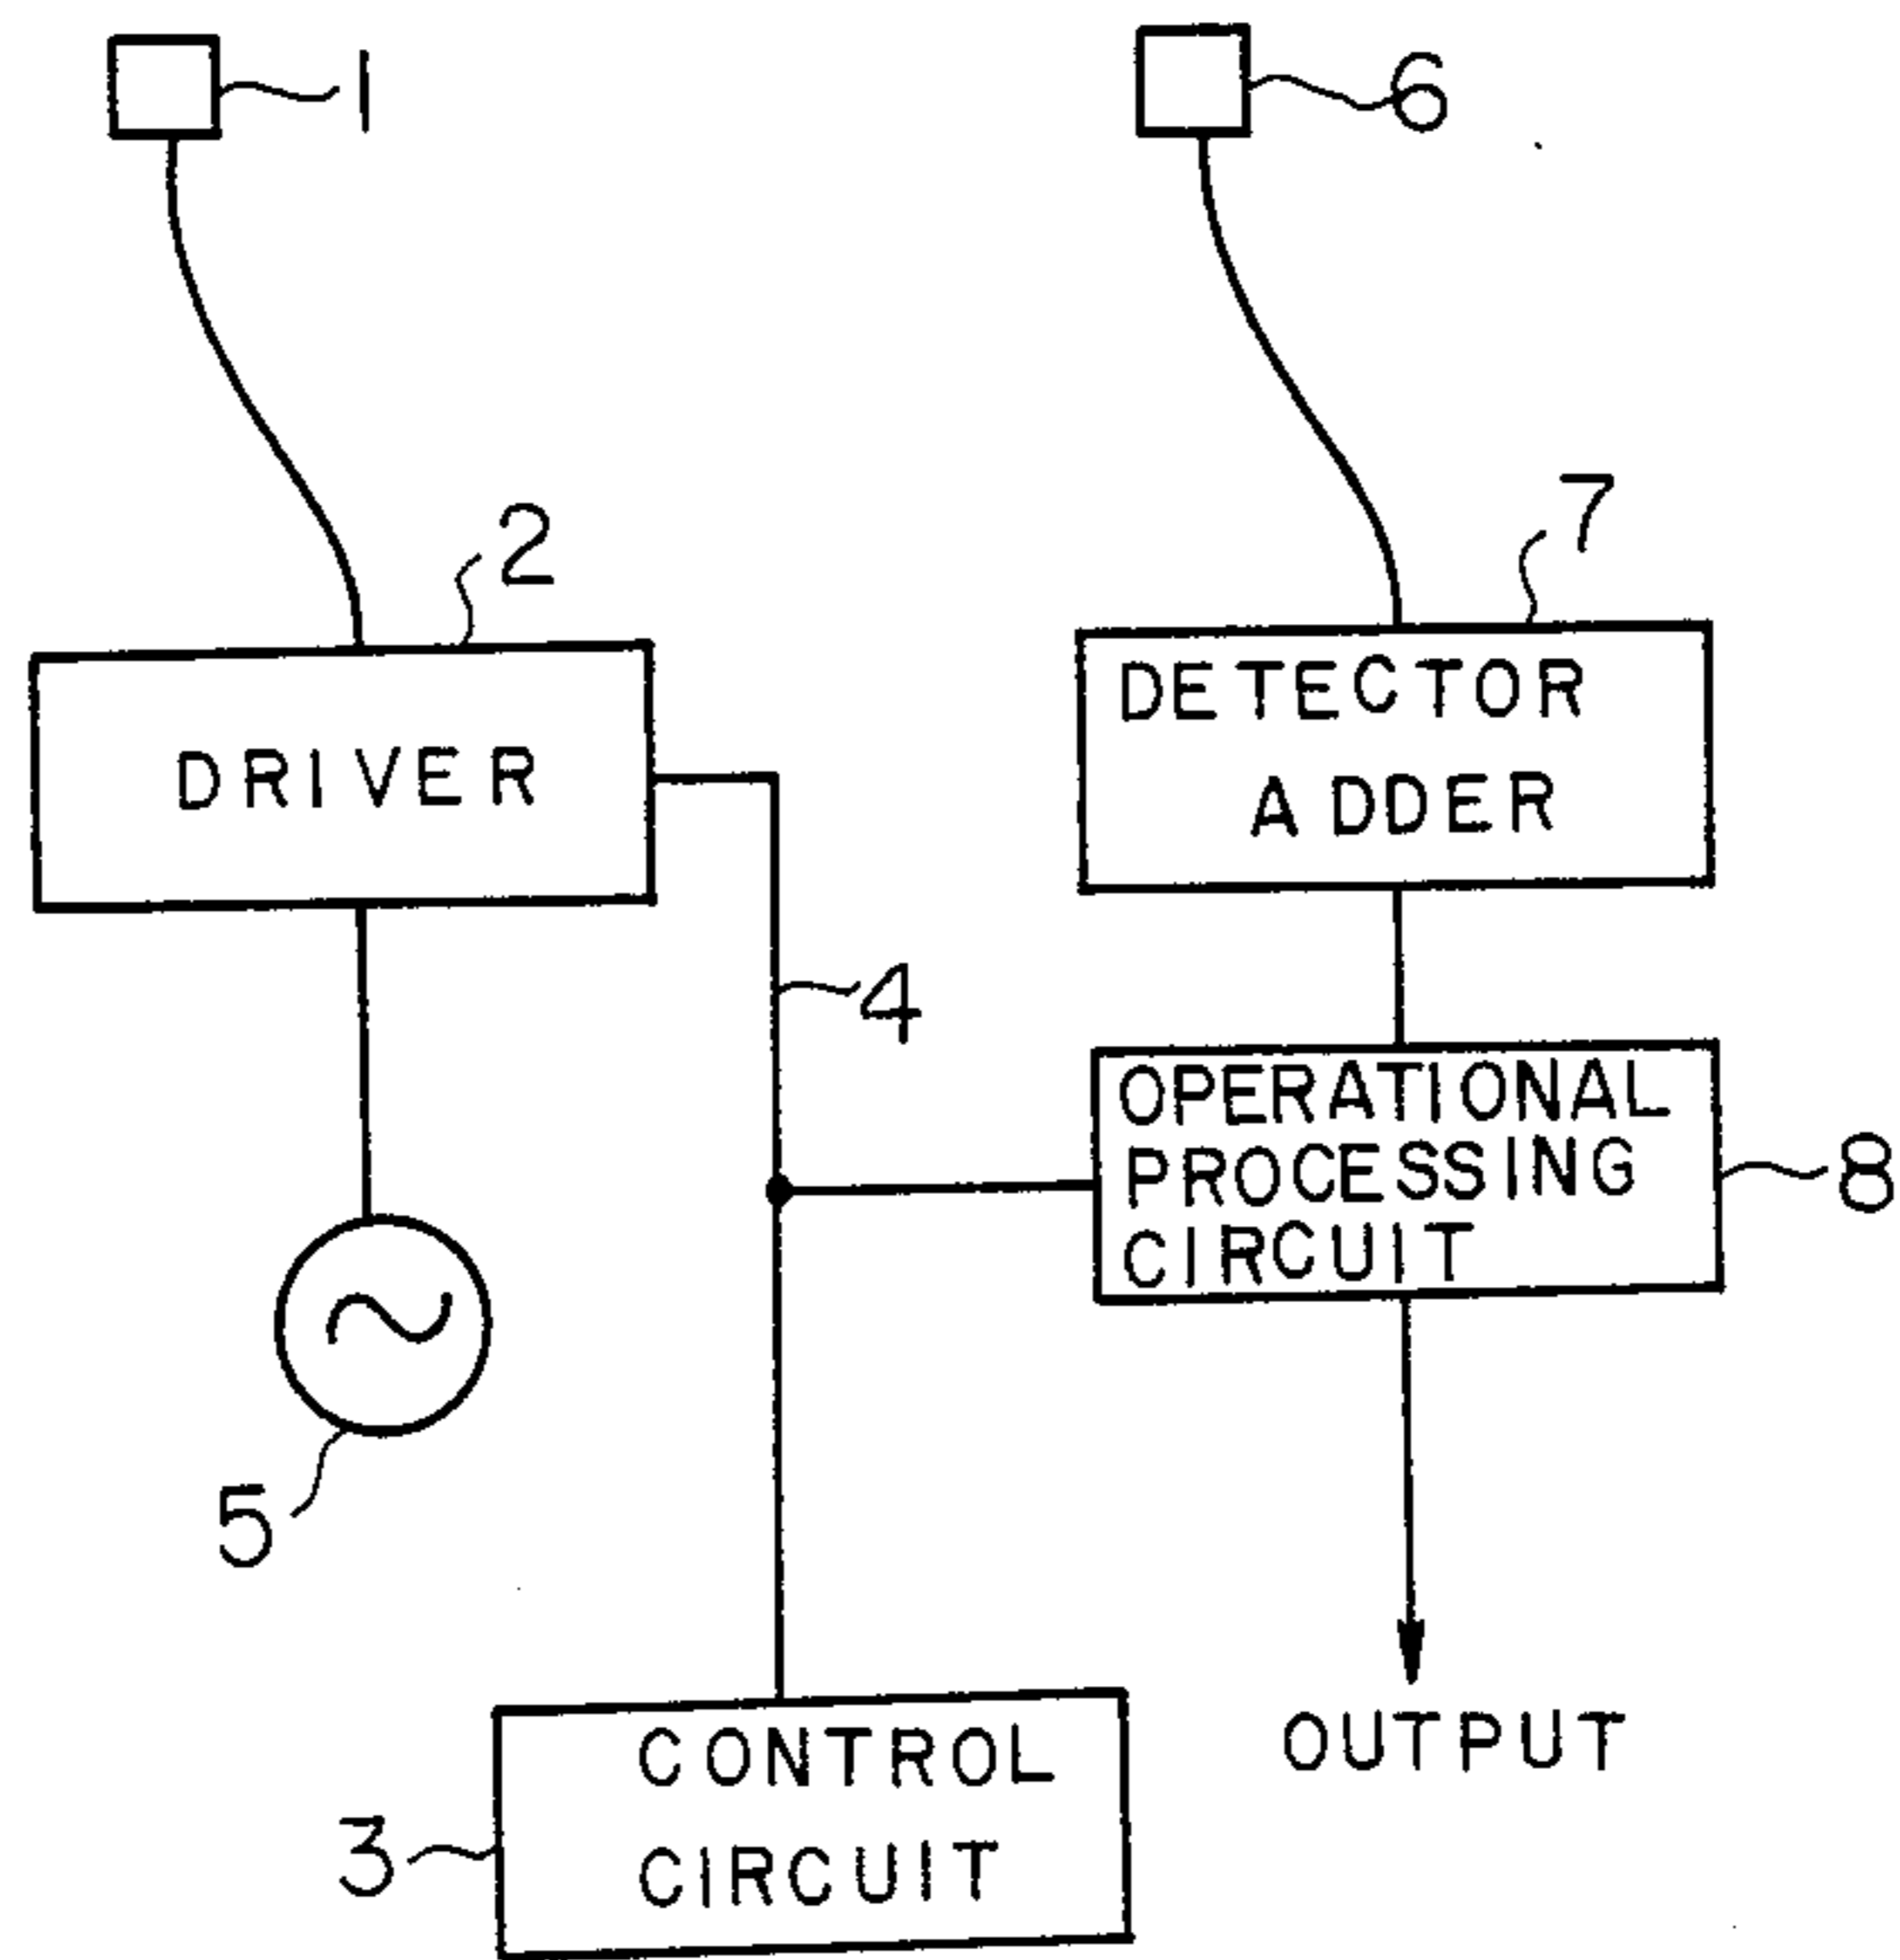 1
6
2
7
DRIVER
DETECTOR
ADDER
4
OPERATIONAL
PROCESSING
CIRCUIT
8
5
OUTPUT
CONTROL
CIRCUIT
3